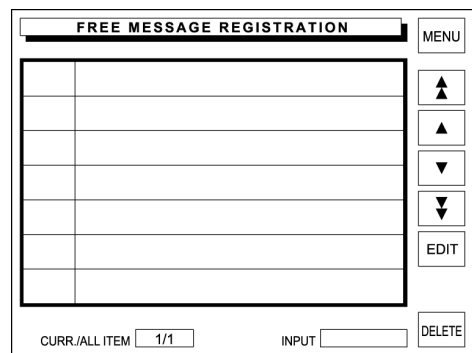 FREE MESSAGE REGISTRATION
MENU
EDIT
CURR./ALL ITEM 1/1
INPUT
DELETE